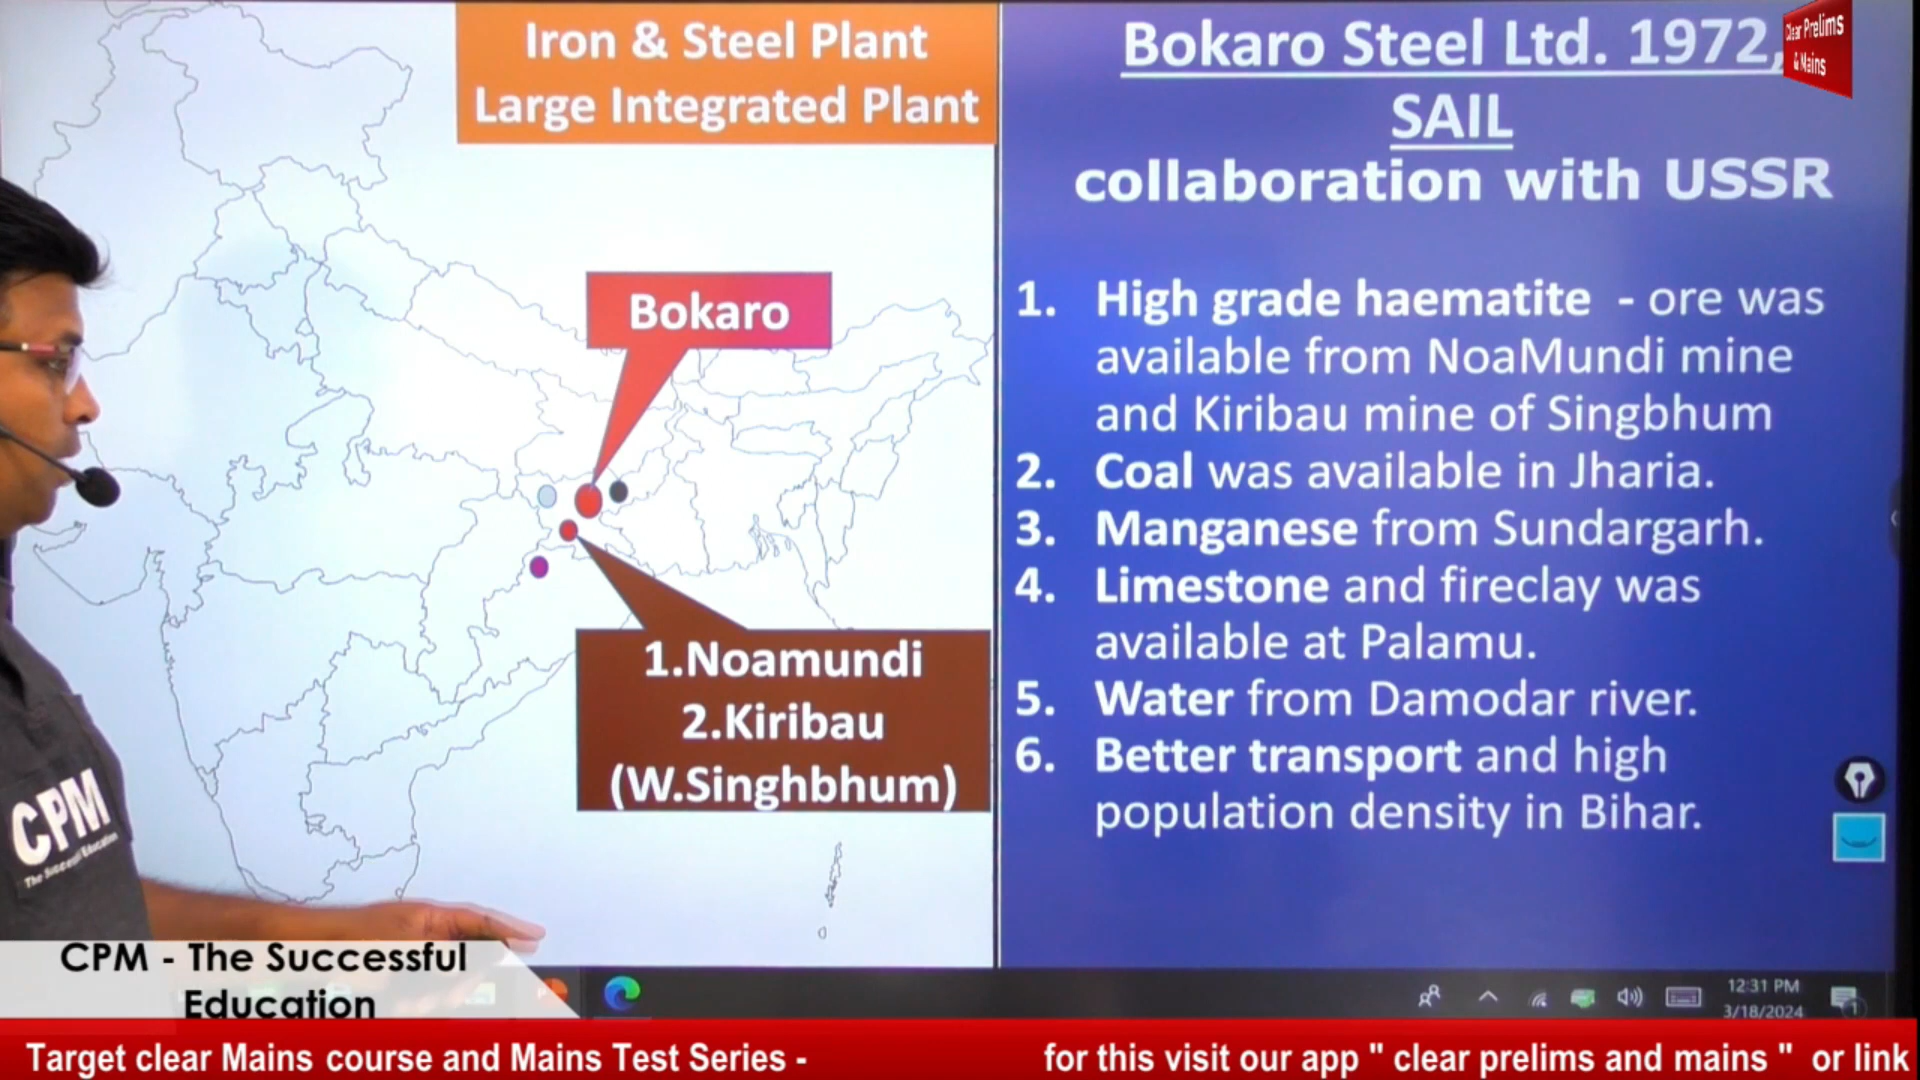 Iron & Steel Plant
Large Integrated Plant
Bokaro
1.Noamundi
2.Kiribau
(W.Singhbhum)
Bokaro Steel Ltd. 1972,
SAIL
collaboration with USSR
1. High grade haematite - ore was
available from NoaMundi mine
and Kiribau mine of Singbhum
2. Coal was available in Jharia.
3. Manganese from Sundargarh.
4. Limestone and fireclay was
available at Palamu.
5. Water from Damodar river.
6. Better transport and high
population density in Bihar.
Clear Prelims
& Mains
CPM
The Successful Education
CPM - The Successful
Education
12:31 PM
3/18/2024
1
Target clear Mains course and Mains Test Series - for this visit our app " clear prelims and mains " or link